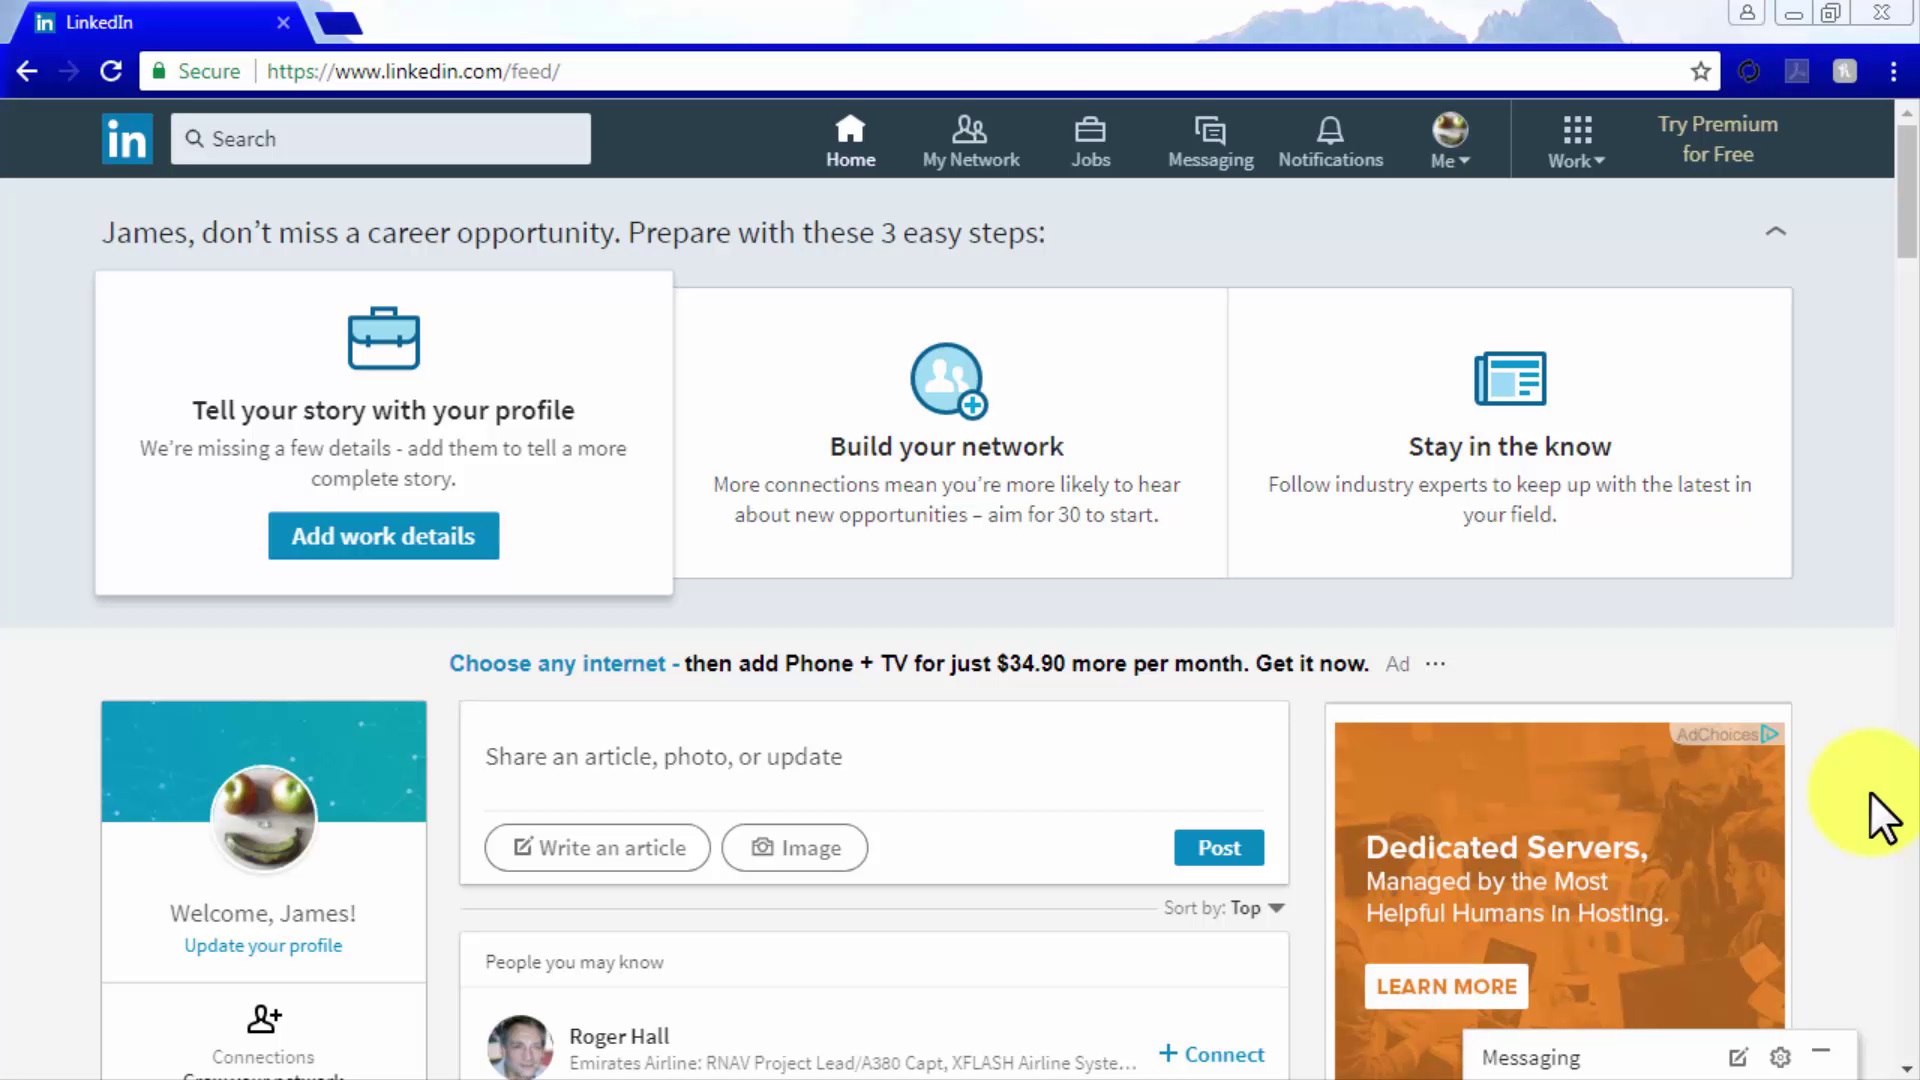 LinkedIn
Secure
https://www.linkedin.com/feed/
in
Search
Home
My Network
Jobs
Messaging
Notifications
Me
Work
Try Premium
for Free
James, don’t miss a career opportunity. Prepare with these 3 easy steps:
Tell your story with your profile
We’re missing a few details - add them to tell a more
complete story.
Add work details
Build your network
More connections mean you’re more likely to hear
about new opportunities – aim for 30 to start.
Stay in the know
Follow industry experts to keep up with the latest in
your field.
Choose any internet - then add Phone + TV for just $34.90 more per month. Get it now. Ad ···
Welcome, James!
Update your profile
Connections
Grow your network
Share an article, photo, or update
Write an article
Image
Post
Sort by: Top
People you may know
Roger Hall
Emirates Airline: RNAV Project Lead/A380 Capt, XFLASH Airline Syste...
+ Connect
AdChoices
Dedicated Servers,
Managed by the Most
Helpful Humans In Hosting.
LEARN MORE
Messaging